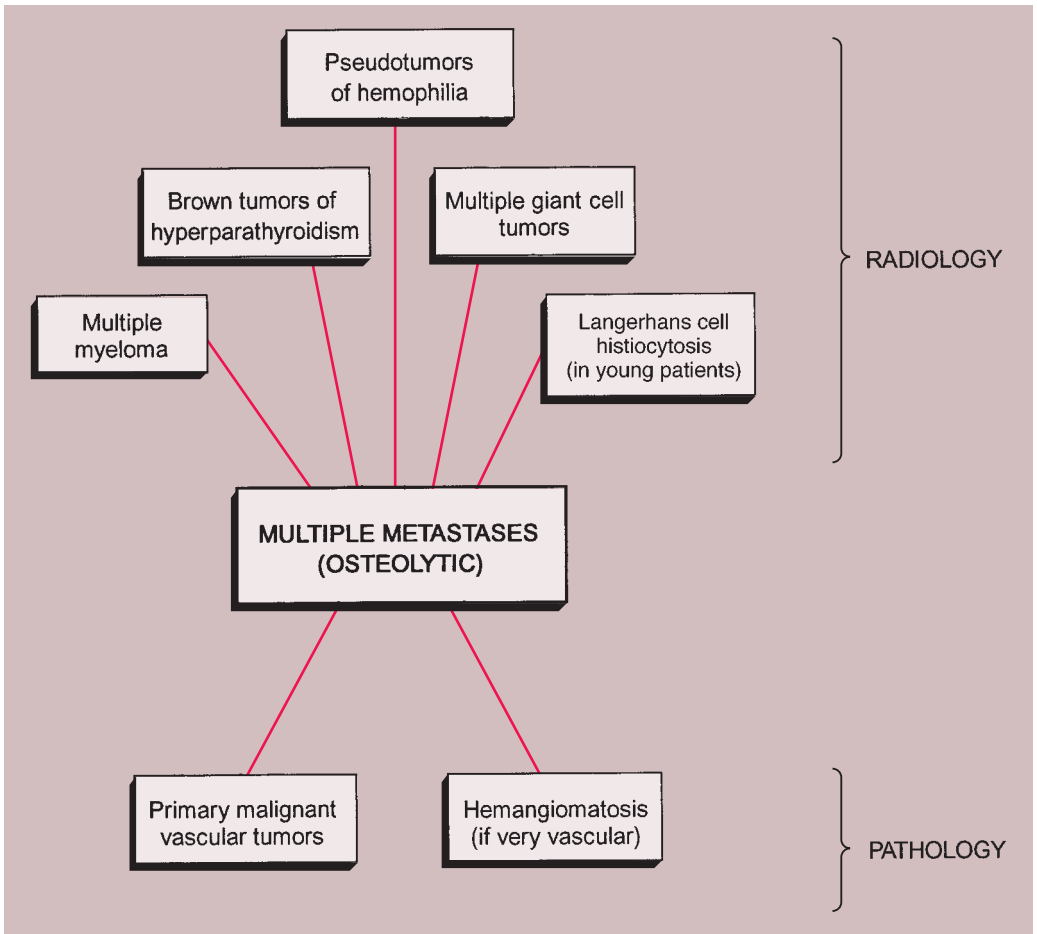 Pseudotumors
of hemophilia
Brown tumors of
hyperparathyroidism
Multiple giant cell
tumors
RADIOLOGY
Multiple
myeloma
Langerhans cell
histiocytosis
(in young patients)
MULTIPLE METASTASES
(OSTEOLYTIC)
Primary malignant
vascular tumors
Hemangiomatosis
(if very vascular)
PATHOLOGY